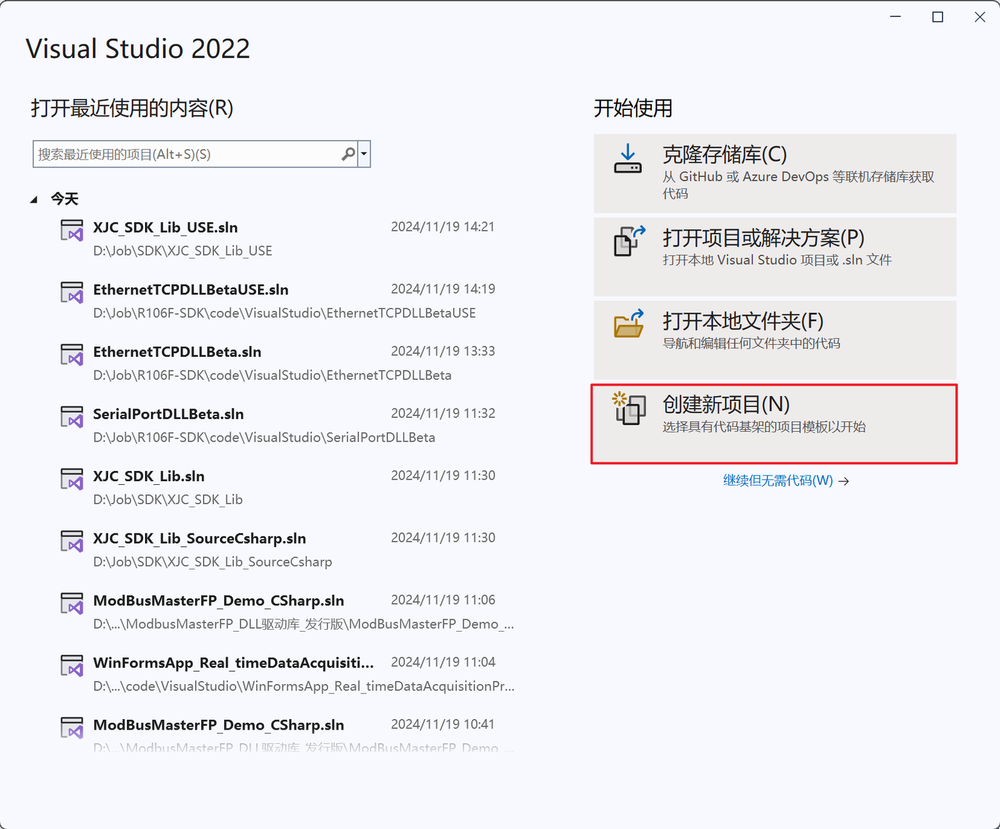 Visual Studio 2022
打开最近使用的内容(R)
搜索最近使用的项目(Alt+S)(S)
今天
XJC_SDK_Lib_USE.sln 2024/11/19 14:21
D:\Job\SDK\XJC_SDK_Lib_USE
EthernetTCPDLLBetaUSE.sln 2024/11/19 14:19
D:\Job\R106F-SDK\code\VisualStudio\EthernetTCPDLLBetaUSE
EthernetTCPDLLBeta.sln 2024/11/19 13:33
D:\Job\R106F-SDK\code\VisualStudio\EthernetTCPDLLBeta
SerialPortDLLBeta.sln 2024/11/19 11:32
D:\Job\R106F-SDK\code\VisualStudio\SerialPortDLLBeta
XJC_SDK_Lib.sln 2024/11/19 11:30
D:\Job\SDK\XJC_SDK_Lib
XJC_SDK_Lib_SourceCsharp.sln 2024/11/19 11:30
D:\Job\SDK\XJC_SDK_Lib_SourceCsharp
ModBusMasterFP_Demo_CSharp.sln 2024/11/19 11:06
D:\...\ModbusMasterFP_DLL驱动库_发行版\ModBusMasterFP_Demo_...
WinFormsApp_Real_timeDataAcquisiti... 2024/11/19 11:04
D:\...\code\VisualStudio\WinFormsApp_Real_timeDataAcquisitionPr...
ModBusMasterFP_Demo_CSharp.sln 2024/11/19 10:41
D:\...\ModbusMasterFP_DLL驱动库_发行版\ModBusMasterFP_Demo_...
开始使用
克隆存储库(C)
从 GitHub 或 Azure DevOps 等联机存储库获取
代码
打开项目或解决方案(P)
打开本地 Visual Studio 项目或 .sln 文件
打开本地文件夹(F)
导航和编辑任何文件夹中的代码
创建新项目(N)
选择具有代码基架的项目模板以开始
继续但无需代码(W) →